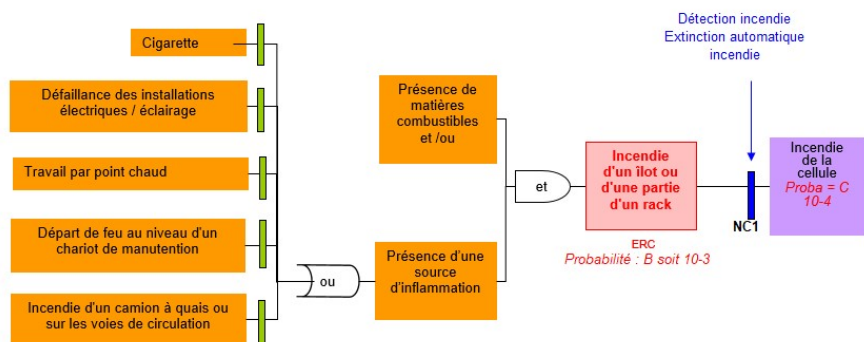 Détection incendie
Extinction automatique
incendie
Cigarette
Défaillance des installations
électriques / éclairage
Travail par point chaud
Départ de feu au niveau d'un
chariot de manutention
Incendie d'un camion à quais ou
sur les voies de circulation
ou
Présence de
matières
combustibles
et /ou
Présence d'une
source
d'inflammation
et
Incendie
d'un îlot ou
d'une partie
d'un rack
ERC
Probabilité : B soit 10-3
NC1
Incendie
de la
cellule
Proba = C
10-4